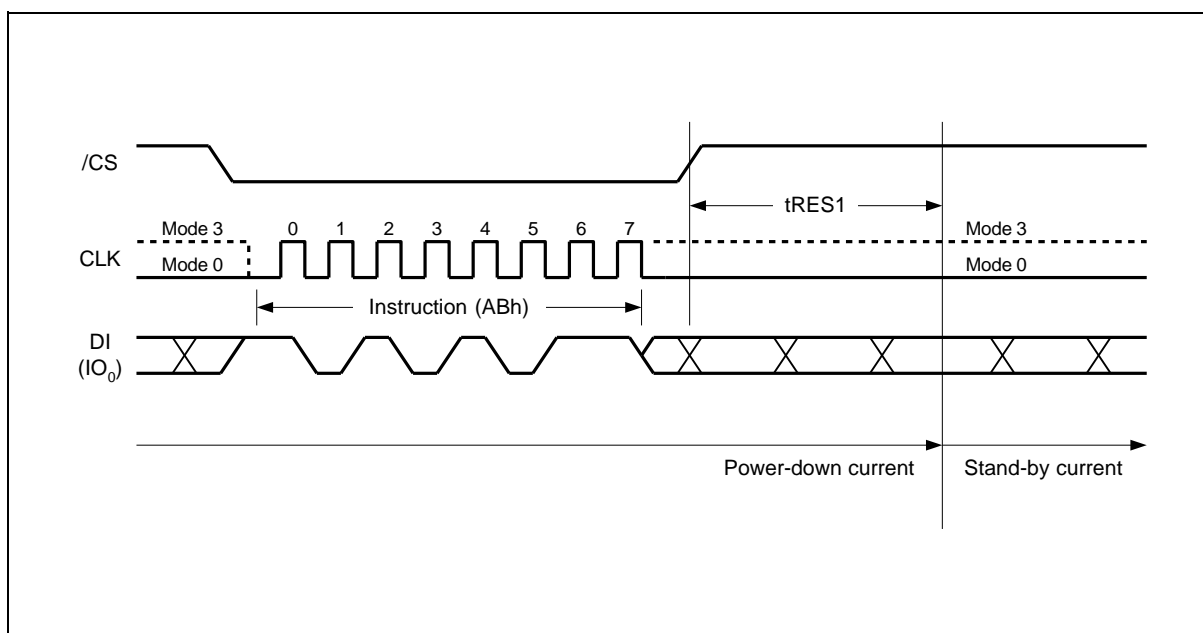 /CS
tRES1
Mode 3 0 1 2 3 4 5 6 7 Mode 3
CLK
Mode 0 Mode 0
Instruction (ABh)
DI
(IO0)
Power-down current Stand-by current